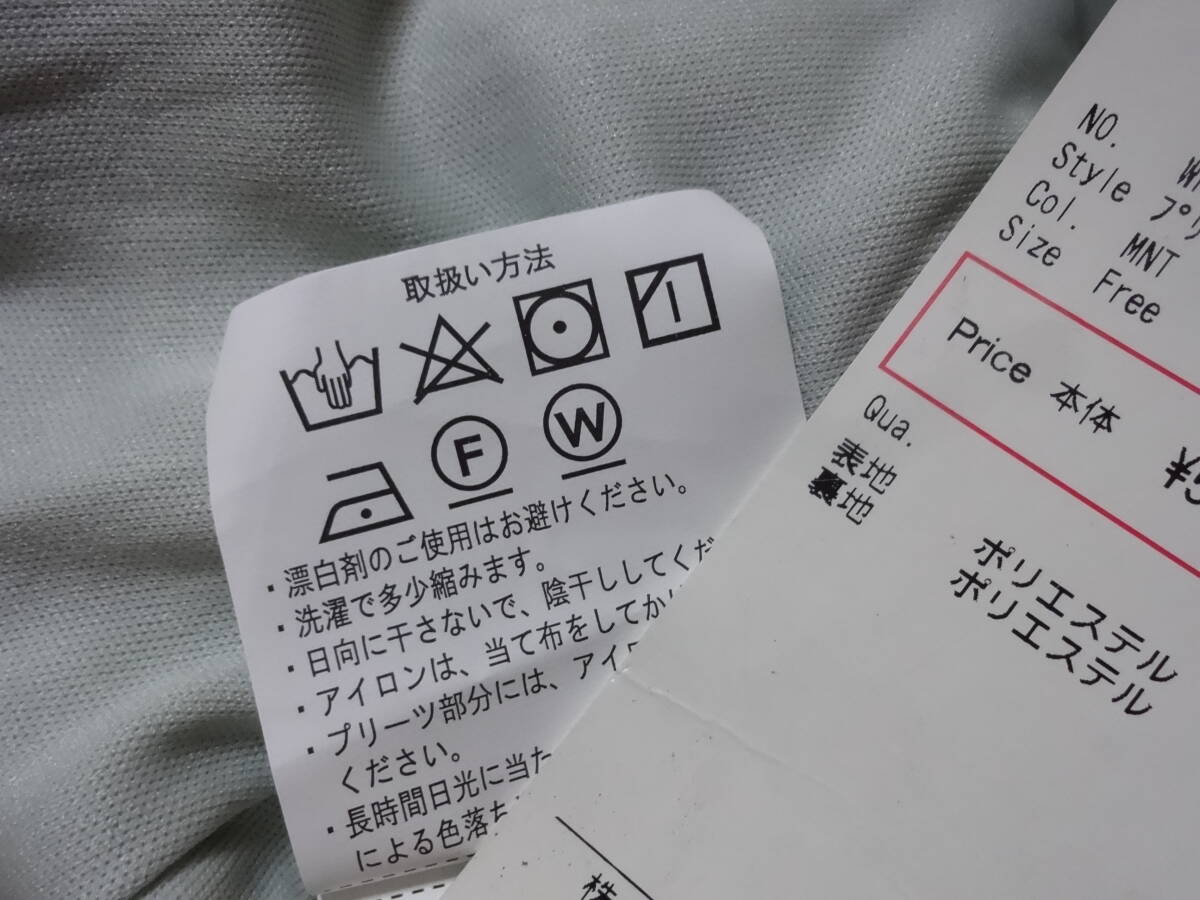 取扱い方法
F W
・漂白剤のご使用はお避けください。
・洗濯で多少縮みます。
・日向に干さないで、陰干ししてくだ
・アイロンは、当て布をしてか
・プリーツ部分には、アイロ
ください。
・長時間日光に当た
による色落ち
NO. W
Style プリ
Col. MNT
Size Free
Price 本体 ¥5
Qua.
表地 ポリエステル
裏地 ポリエステル
株